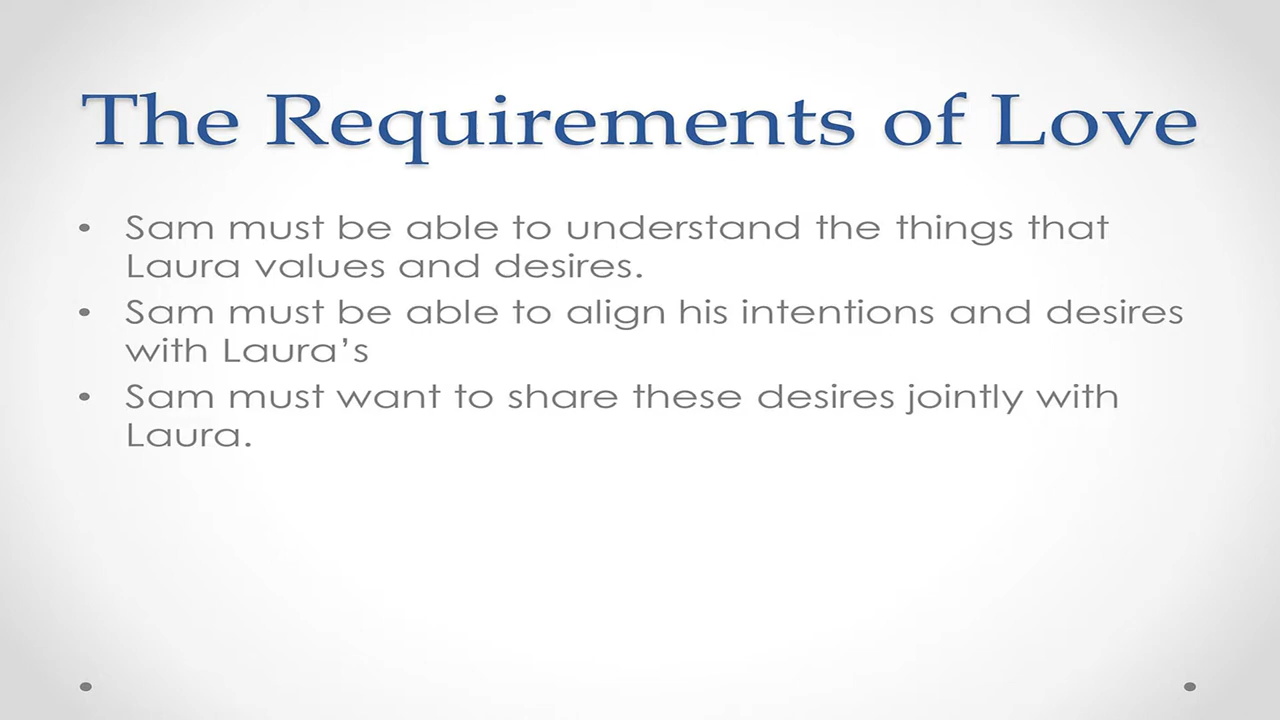 The Requirements of Love
• Sam must be able to understand the things that
Laura values and desires.
• Sam must be able to align his intentions and desires
with Laura’s
• Sam must want to share these desires jointly with
Laura.